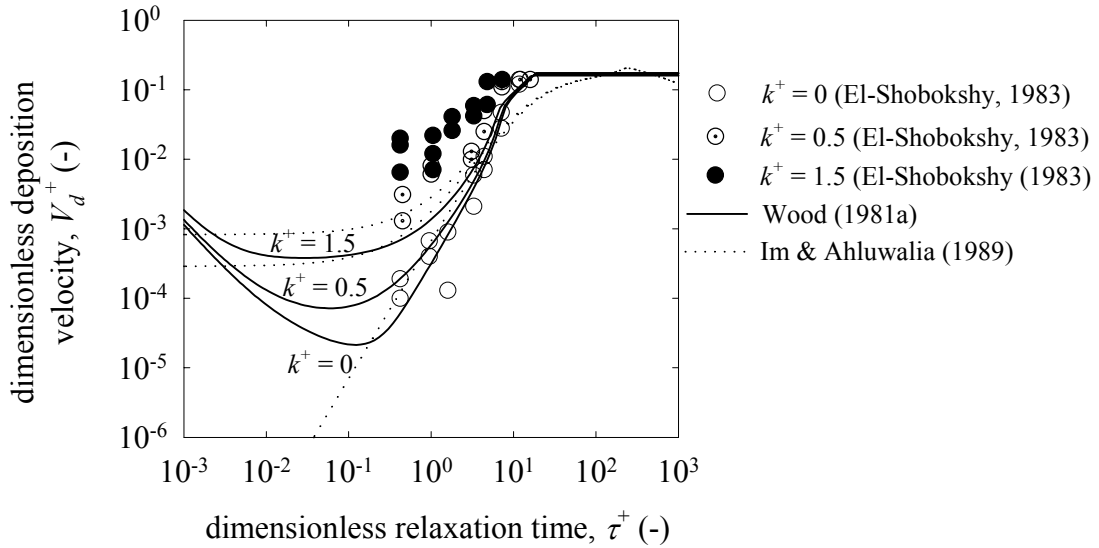 dimensionless deposition
velocity, V_d^+ (-)
10^0
10^-1
10^-2
10^-3
10^-4
10^-5
10^-6
k^+ = 1.5
k^+ = 0.5
k^+ = 0
10^-3 10^-2 10^-1 10^0 10^1 10^2 10^3
dimensionless relaxation time, τ^+ (-)
k^+ = 0 (El-Shobokshy, 1983)
k^+ = 0.5 (El-Shobokshy, 1983)
k^+ = 1.5 (El-Shobokshy (1983)
Wood (1981a)
Im & Ahluwalia (1989)